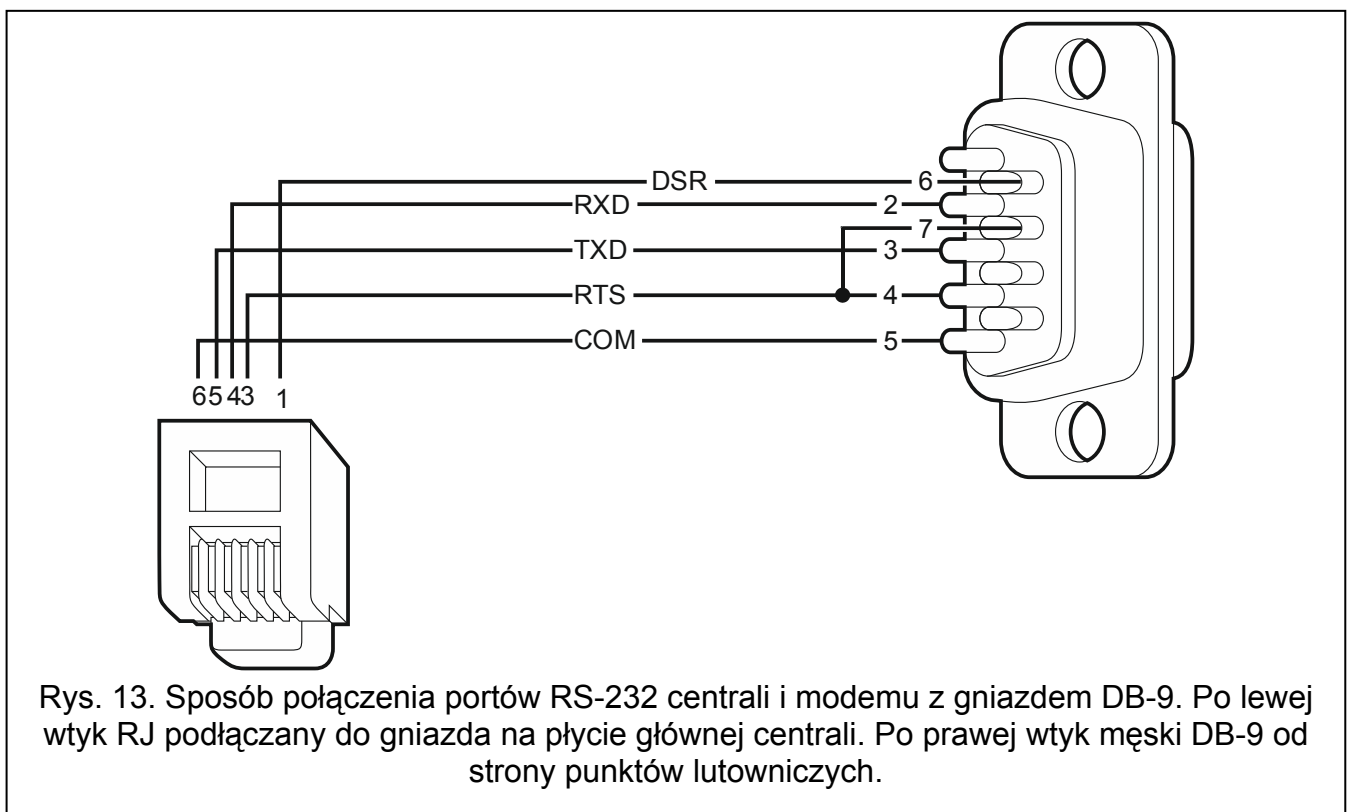 DSR 6
RXD 2
7
TXD 3
RTS 4
COM 5
6543 1
Rys. 13. Sposób połączenia portów RS-232 centrali i modemu z gniazdem DB-9. Po lewej
wtyk RJ podłączany do gniazda na płycie głównej centrali. Po prawej wtyk męski DB-9 od
strony punktów lutowniczych.